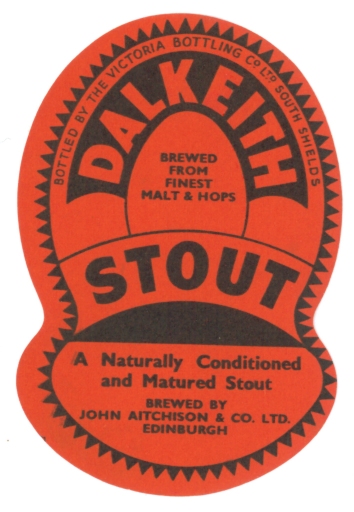 BOTTLED BY THE VICTORIA BOTTLING CO LTD SOUTH SHIELDS
DALKEITH
BREWED
FROM
FINEST
MALT & HOPS
STOUT
A Naturally Conditioned
and Matured Stout
BREWED BY
JOHN AITCHISON & CO. LTD.
EDINBURGH